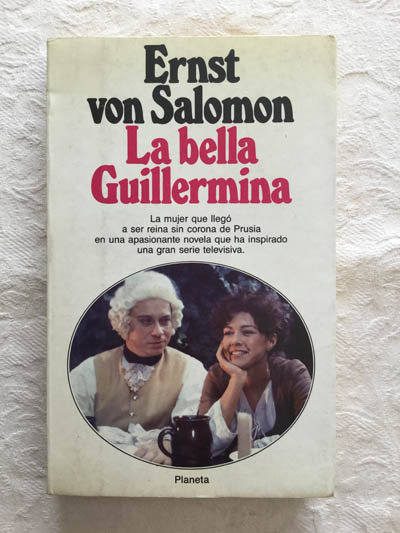 Ernst
von Salomon
La bella
Guillermina
La mujer que llegó
a ser reina sin corona de Prusia
en una apasionante novela que ha inspirado
una gran serie televisiva.
Planeta